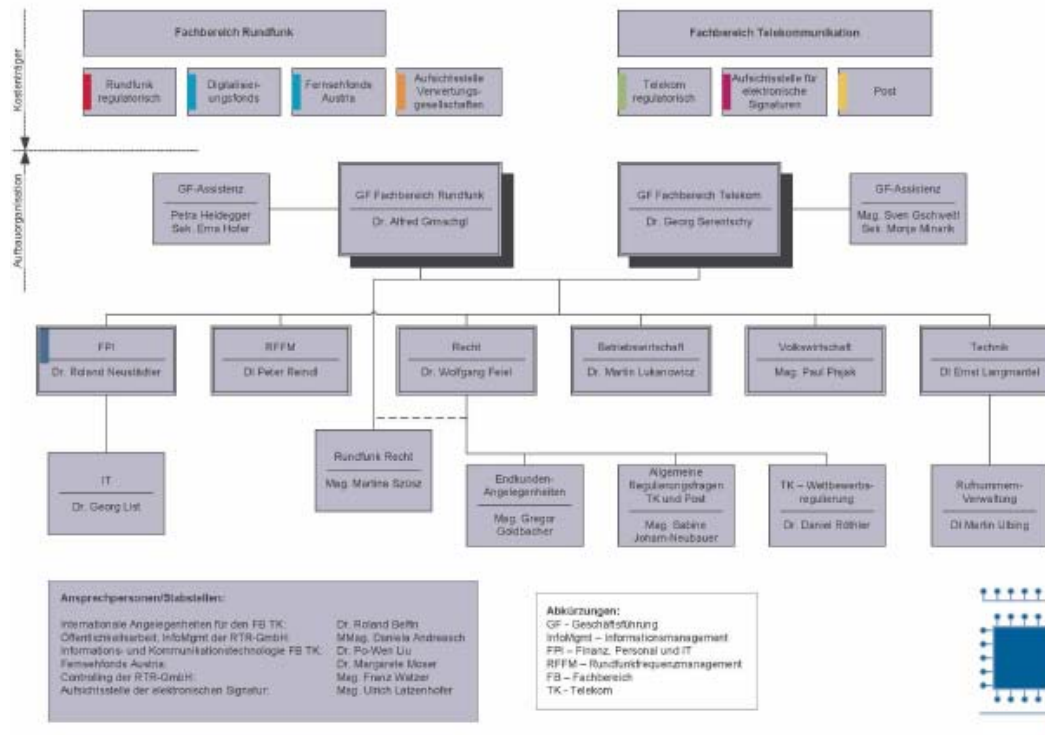 Kostenträger
Fachbereich Rundfunk
Fachbereich Telekommunikation
Rundfunk
regulatorisch
Digitalisier-
ungsfonds
Fernsehfonds
Austria
Aufsichtsstelle
Verwertungs-
gesellschaften
Telekom
regulatorisch
Aufsichtsstelle für
elektronische
Signaturen
Post
Aufbauorganisation
GF-Assistenz
Petra Heidegger
Sek. Erna Hofer
GF Fachbereich Rundfunk
Dr. Alfred Grinschgl
GF Fachbereich Telekom
Dr. Georg Serentschy
GF-Assistenz
Mag. Sven Gschweitl
Sek. Monja Minarik
FPI
Dr. Roland Neustädter
RFFM
DI Peter Reindl
Recht
Dr. Wolfgang Feiel
Betriebswirtschaft
Dr. Martin Lukanowicz
Volkswirtschaft
Mag. Paul Pisjak
Technik
DI Ernst Langmantel
IT
Dr. Georg List
Rundfunk Recht
Mag. Martina Szüsz
Endkunden-
Angelegenheiten
Mag. Gregor
Goldbacher
Allgemeine
Regulierungsfragen
TK und Post
Mag. Sabine
Joham-Neubauer
TK – Wettbewerbs-
regulierung
Dr. Daniel Röthler
Rufnummern-
Verwaltung
DI Martin Ulbing
Ansprechpersonen/Stabstellen:
Internationale Angelegenheiten für den FB TK: Dr. Roland Belfin
Öffentlichkeitsarbeit, InfoMgmt der RTR-GmbH: MMag. Daniela Andreasch
Informations- und Kommunikationstechnologie FB TK: Dr. Po-Wen Liu
Fernsehfonds Austria: Dr. Margarete Moser
Controlling der RTR-GmbH: Mag. Franz Watzer
Aufsichtsstelle der elektronischen Signatur: Mag. Ulrich Latzenhofer
Abkürzungen:
GF - Geschäftsführung
InfoMgmt – Informationsmanagement
FPI – Finanz, Personal und IT
RFFM – Rundfunkfrequenzmanagement
FB – Fachbereich
TK - Telekom